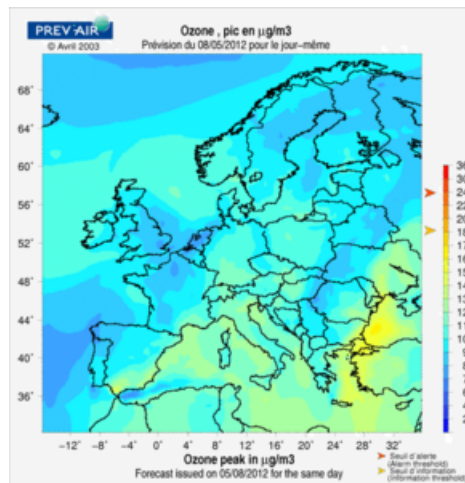 PREV'AIR
© Avril 2003
Ozone , pic en µg/m3
Prévision du 08/05/2012 pour le jour-même
68°
64°
60°
56°
52°
48°
44°
40°
36°
-12° -8° -4° 0° 4° 8° 12° 16° 20° 24° 28° 32°
Ozone peak in µg/m3
Forecast issued on 05/08/2012 for the same day
Seuil d'alerte
(Alarm threshold)
Seuil d'information
(Information threshold)